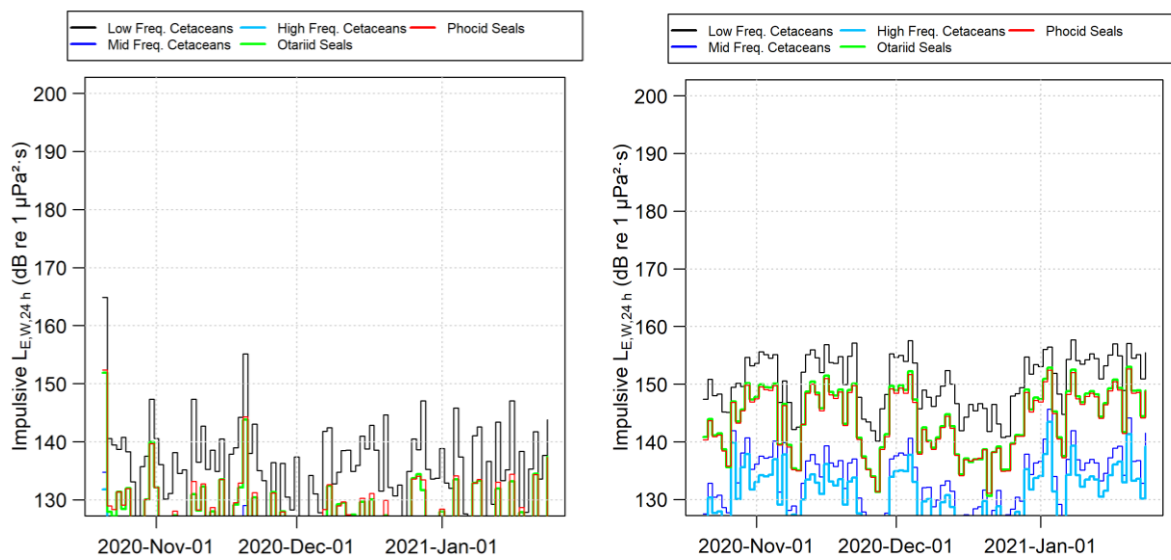 Low Freq. Cetaceans High Freq. Cetaceans Phocid Seals
Mid Freq. Cetaceans Otariid Seals
Impulsive L_E,W,24 h (dB re 1 µPa²·s)
200
190
180
170
160
150
140
130
2020-Nov-01 2020-Dec-01 2021-Jan-01
Low Freq. Cetaceans High Freq. Cetaceans Phocid Seals
Mid Freq. Cetaceans Otariid Seals
Impulsive L_E,W,24 h (dB re 1 µPa²·s)
200
190
180
170
160
150
140
130
2020-Nov-01 2020-Dec-01 2021-Jan-01